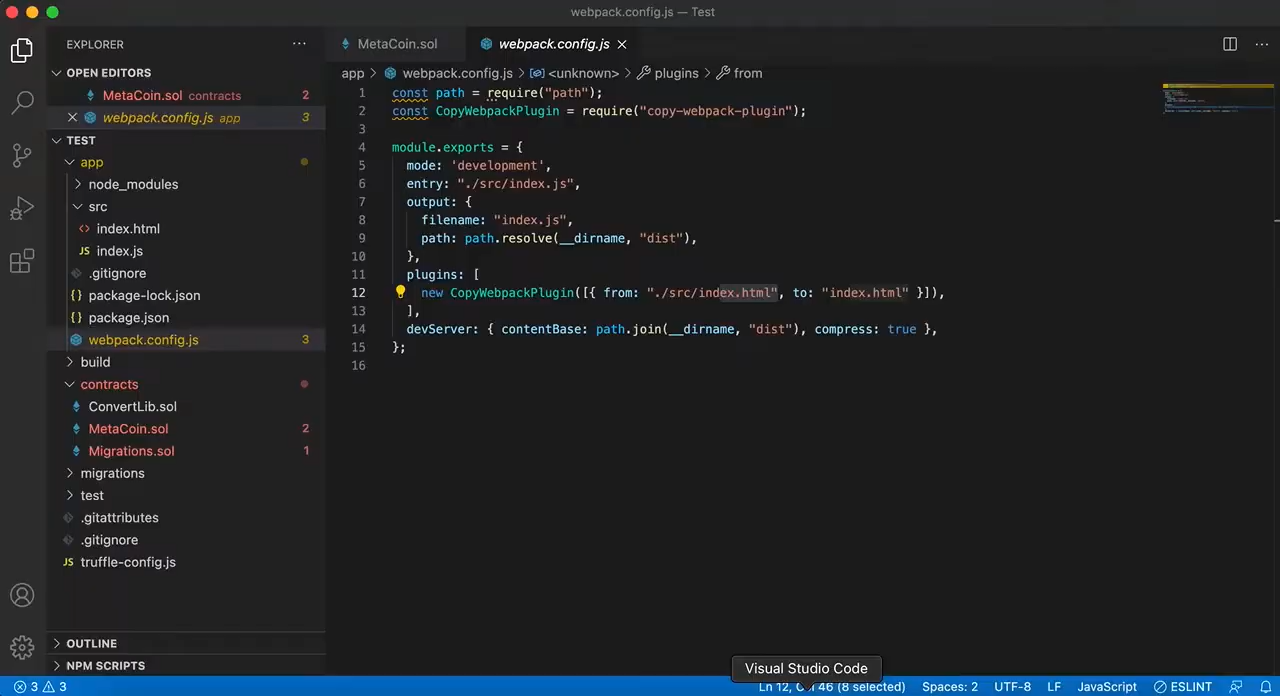 webpack.config.js — Test
EXPLORER
OPEN EDITORS
MetaCoin.sol contracts 2
webpack.config.js app 3
TEST
app
node_modules
src
<> index.html
JS index.js
.gitignore
{} package-lock.json
{} package.json
webpack.config.js 3
build
contracts
ConvertLib.sol
MetaCoin.sol 2
Migrations.sol 1
migrations
test
.gitattributes
.gitignore
JS truffle-config.js
OUTLINE
NPM SCRIPTS
MetaCoin.sol
webpack.config.js
app > webpack.config.js > <unknown> > plugins > from
1 const path = require("path");
2 const CopyWebpackPlugin = require("copy-webpack-plugin");
3
4 module.exports = {
5 mode: 'development',
6 entry: "./src/index.js",
7 output: {
8 filename: "index.js",
9 path: path.resolve(__dirname, "dist"),
10 },
11 plugins: [
12 new CopyWebpackPlugin([{ from: "./src/index.html", to: "index.html" }]),
13 ],
14 devServer: { contentBase: path.join(__dirname, "dist"), compress: true },
15 };
16
Visual Studio Code
3 3
Ln 12, Col 46 (8 selected) Spaces: 2 UTF-8 LF JavaScript ESLINT